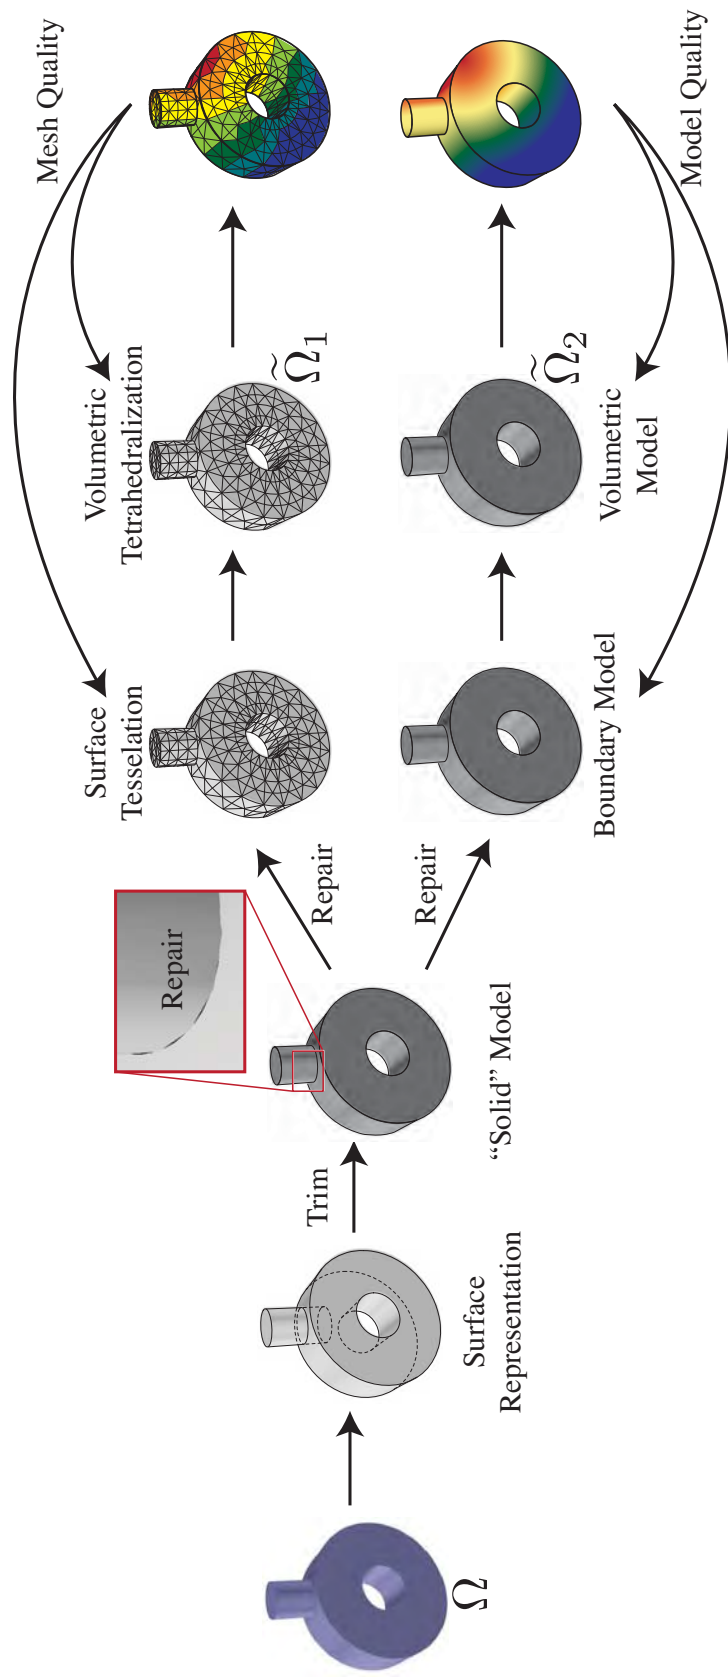 Mesh Quality
Volumetric
Tetrahedralization
Surface
Tesselation
Ω̃₁
Repair
Repair
Trim
Repair
“Solid” Model
Surface
Representation
Ω
Boundary Model
Volumetric
Model
Ω̃₂
Model Quality